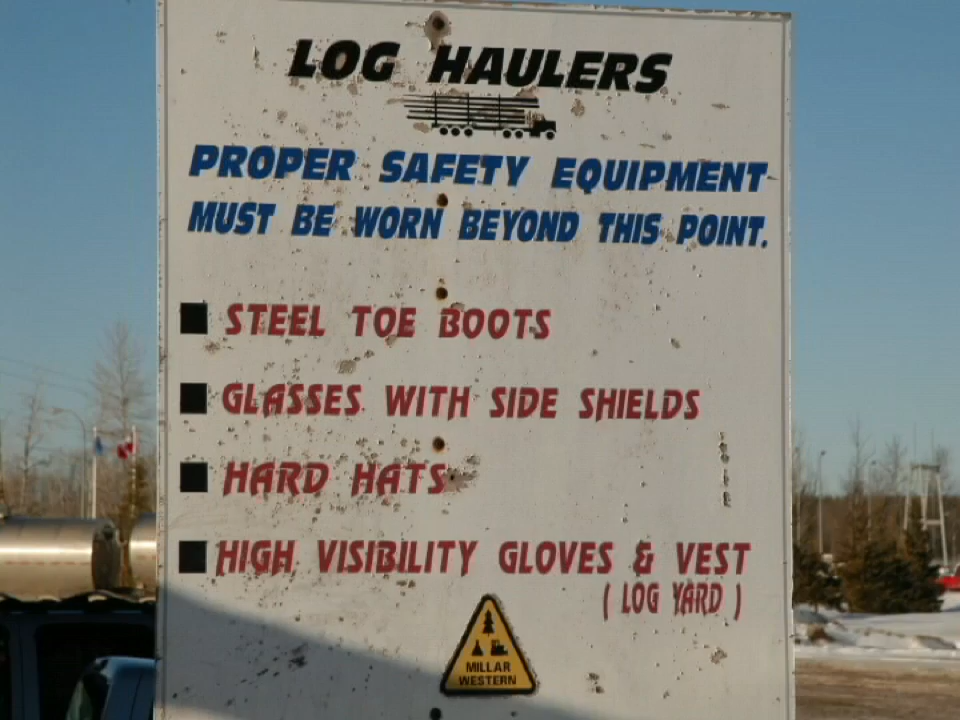 LOG HAULERS
PROPER SAFETY EQUIPMENT
MUST BE WORN BEYOND THIS POINT.
STEEL TOE BOOTS
GLASSES WITH SIDE SHIELDS
HARD HATS
HIGH VISIBILITY GLOVES & VEST
( LOG YARD )
MILLAR
WESTERN